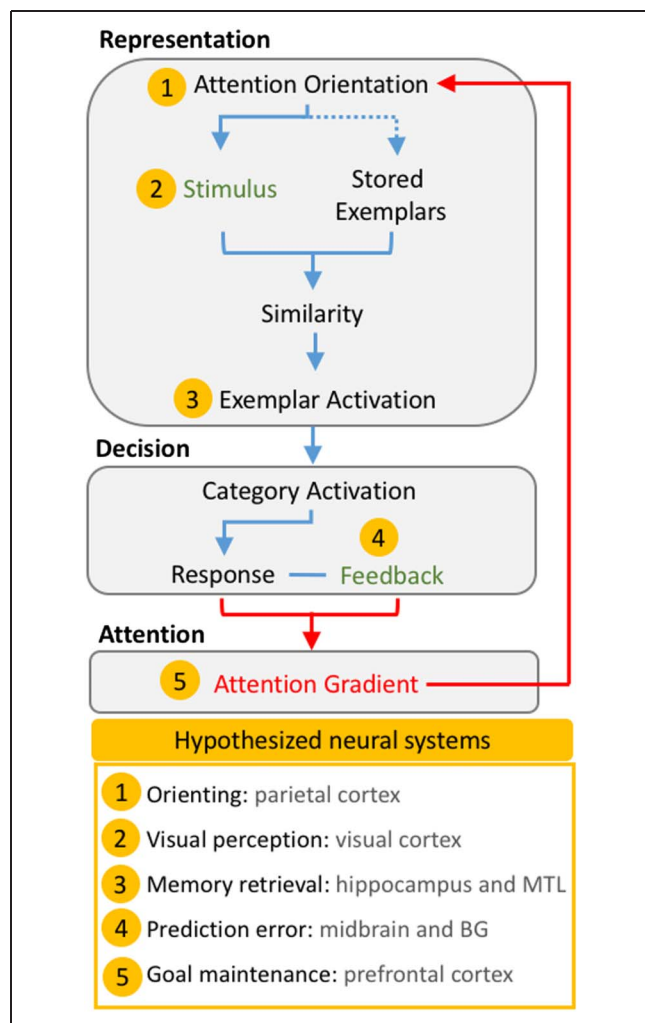 Representation
1 Attention Orientation
2 Stimulus
Stored
Exemplars
Similarity
3 Exemplar Activation
Decision
Category Activation
4
Response
Feedback
Attention
5 Attention Gradient
Hypothesized neural systems
1 Orienting: parietal cortex
2 Visual perception: visual cortex
3 Memory retrieval: hippocampus and MTL
4 Prediction error: midbrain and BG
5 Goal maintenance: prefrontal cortex